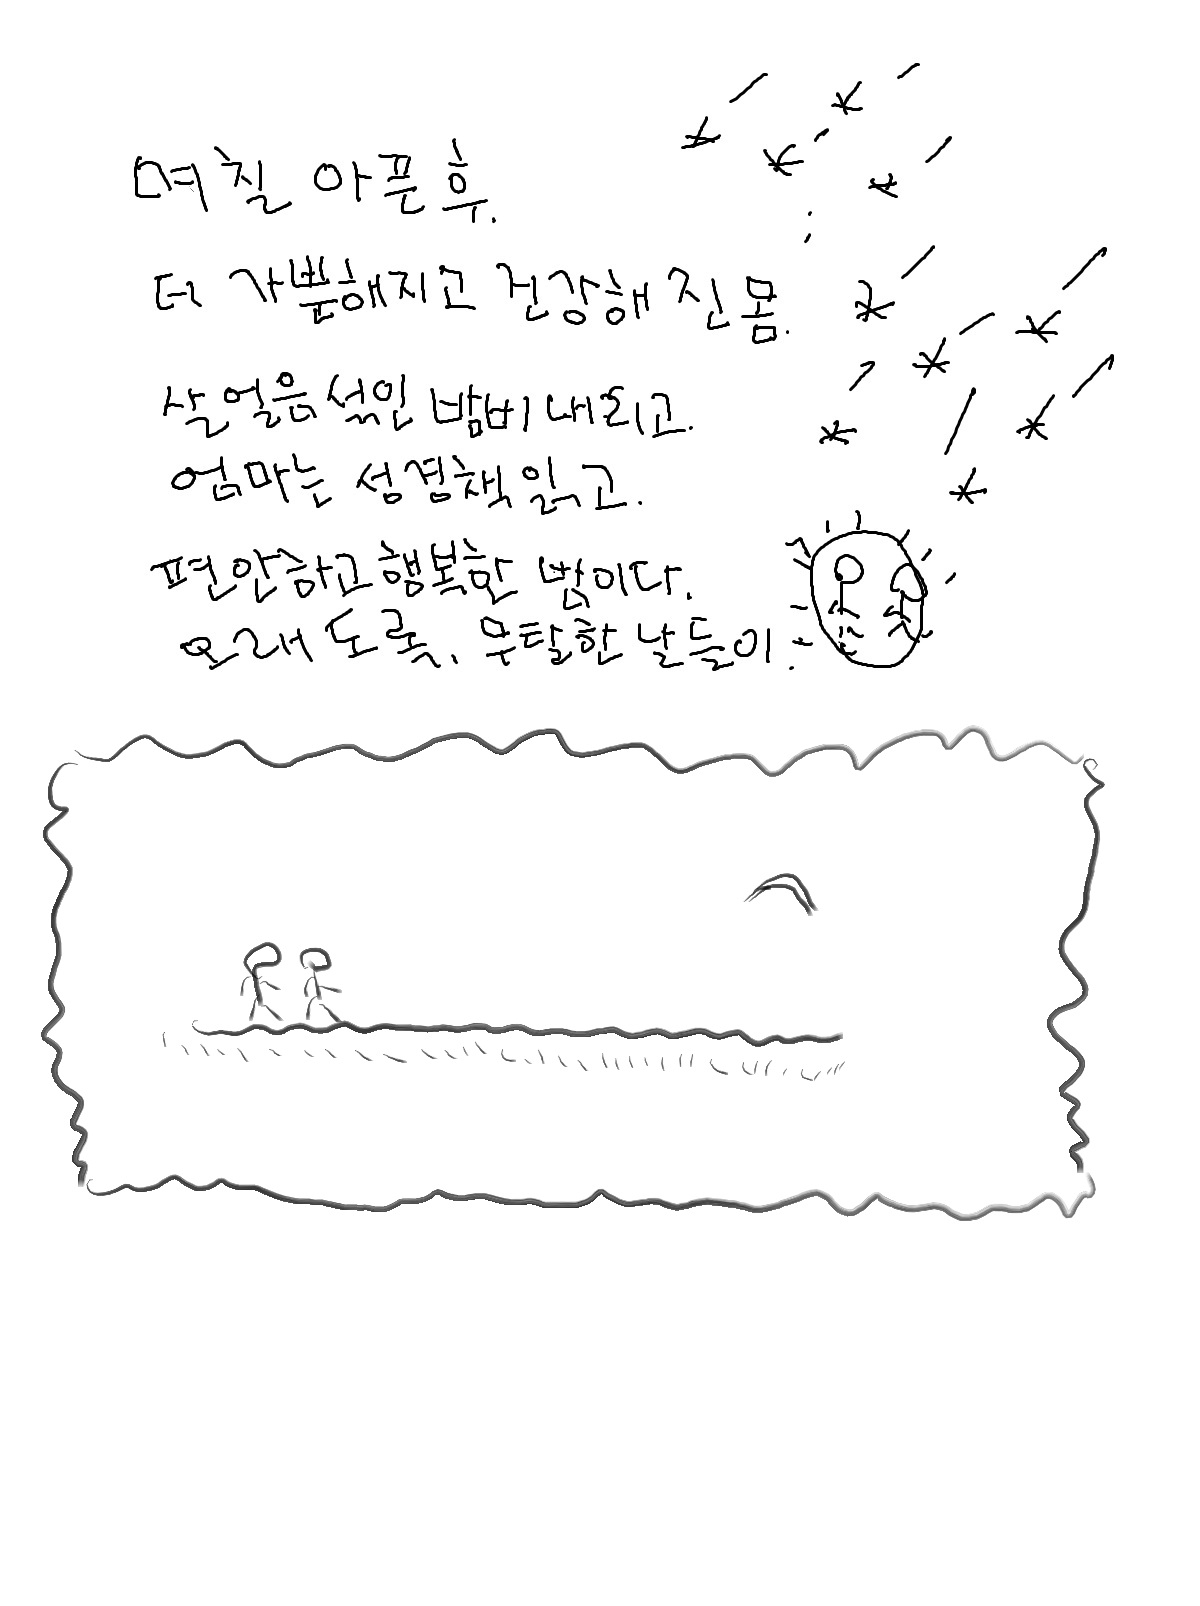 며칠 아픈 후.
더 가뿐해지고 건강해 진 몸.
살얼음 섞인 밤비 내리고.
엄마는 성경책 읽고.
편안하고 행복한 밤이다.
오래 도록, 무탈한 날들이.